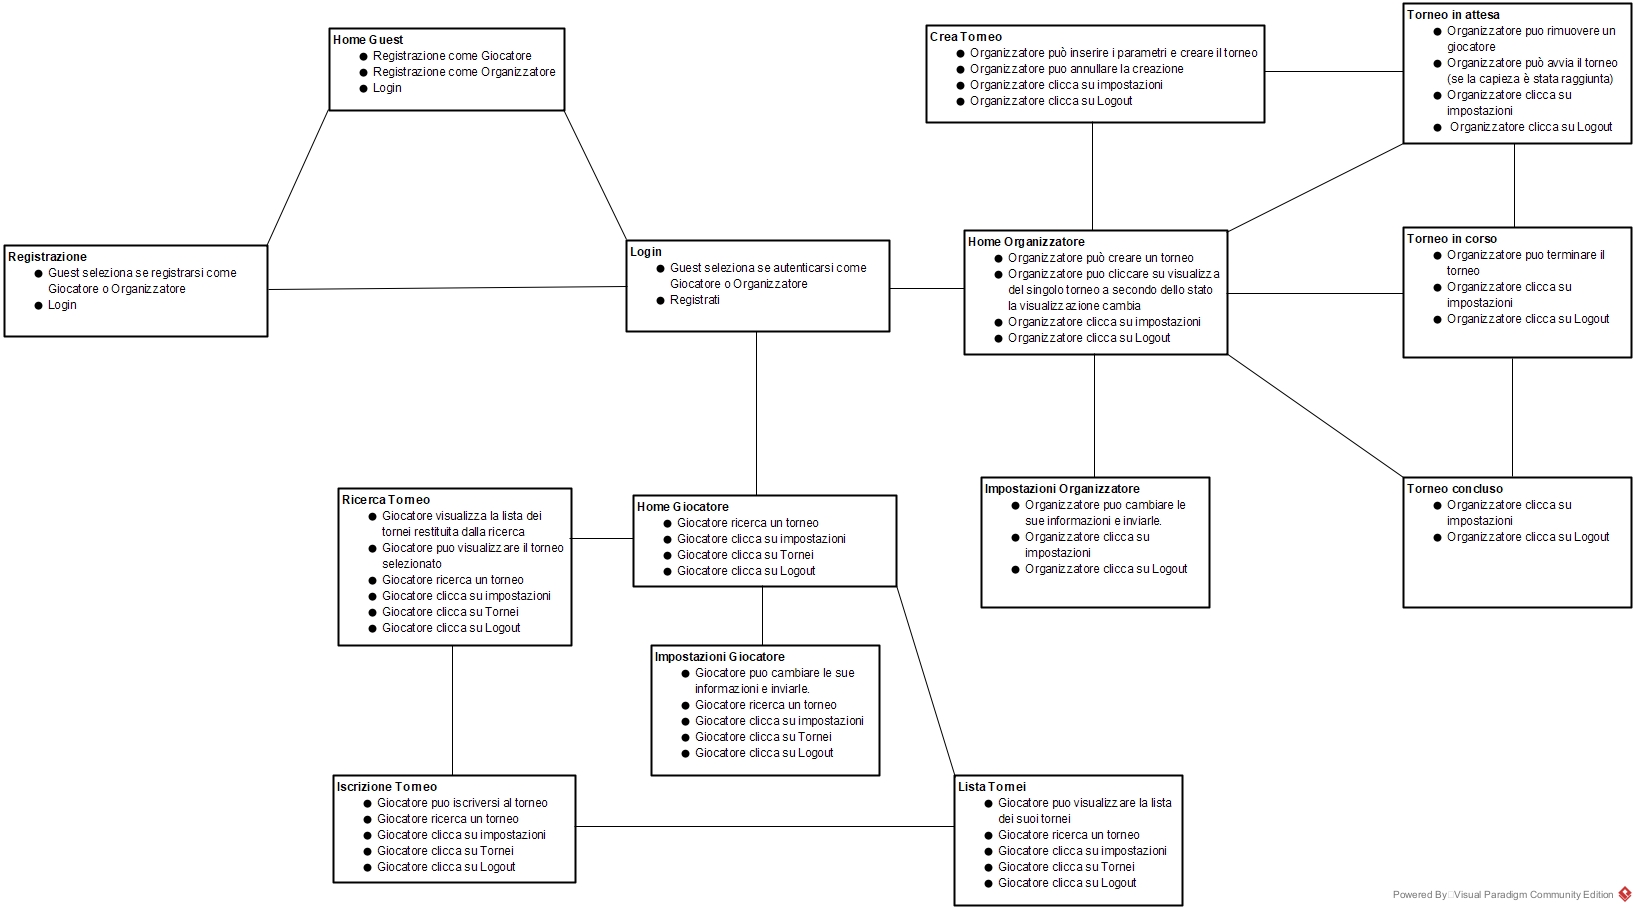 Home Guest
● Registrazione come Giocatore
● Registrazione come Organizzatore
● Login
Crea Torneo
● Organizzatore può inserire i parametri e creare il torneo
● Organizzatore puo annullare la creazione
● Organizzatore clicca su impostazioni
● Organizzatore clicca su Logout
Torneo in attesa
● Organizzatore puo rimuovere un
giocatore
● Organizzatore può avvia il torneo
(se la capieza è stata raggiunta)
● Organizzatore clicca su
impostazioni
● Organizzatore clicca su Logout
Registrazione
● Guest seleziona se registrarsi come
Giocatore o Organizzatore
● Login
Login
● Guest seleziona se autenticarsi come
Giocatore o Organizzatore
● Registrati
Home Organizzatore
● Organizzatore può creare un torneo
● Organizzatore puo cliccare su visualizza
del singolo torneo a secondo dello stato
la visualizzazione cambia
● Organizzatore clicca su impostazioni
● Organizzatore clicca su Logout
Torneo in corso
● Organizzatore puo terminare il
torneo
● Organizzatore clicca su
impostazioni
● Organizzatore clicca su Logout
Ricerca Torneo
● Giocatore visualizza la lista dei
tornei restituita dalla ricerca
● Giocatore puo visualizzare il torneo
selezionato
● Giocatore ricerca un torneo
● Giocatore clicca su impostazioni
● Giocatore clicca su Tornei
● Giocatore clicca su Logout
Home Giocatore
● Giocatore ricerca un torneo
● Giocatore clicca su impostazioni
● Giocatore clicca su Tornei
● Giocatore clicca su Logout
Impostazioni Organizzatore
● Organizzatore puo cambiare le
sue informazioni e inviarle.
● Organizzatore clicca su
impostazioni
● Organizzatore clicca su Logout
Torneo concluso
● Organizzatore clicca su
impostazioni
● Organizzatore clicca su Logout
Impostazioni Giocatore
● Giocatore puo cambiare le sue
informazioni e inviarle.
● Giocatore ricerca un torneo
● Giocatore clicca su impostazioni
● Giocatore clicca su Tornei
● Giocatore clicca su Logout
Iscrizione Torneo
● Giocatore puo iscriversi al torneo
● Giocatore ricerca un torneo
● Giocatore clicca su impostazioni
● Giocatore clicca su Tornei
● Giocatore clicca su Logout
Lista Tornei
● Giocatore puo visualizzare la lista
dei suoi tornei
● Giocatore ricerca un torneo
● Giocatore clicca su impostazioni
● Giocatore clicca su Tornei
● Giocatore clicca su Logout
Powered By Visual Paradigm Community Edition